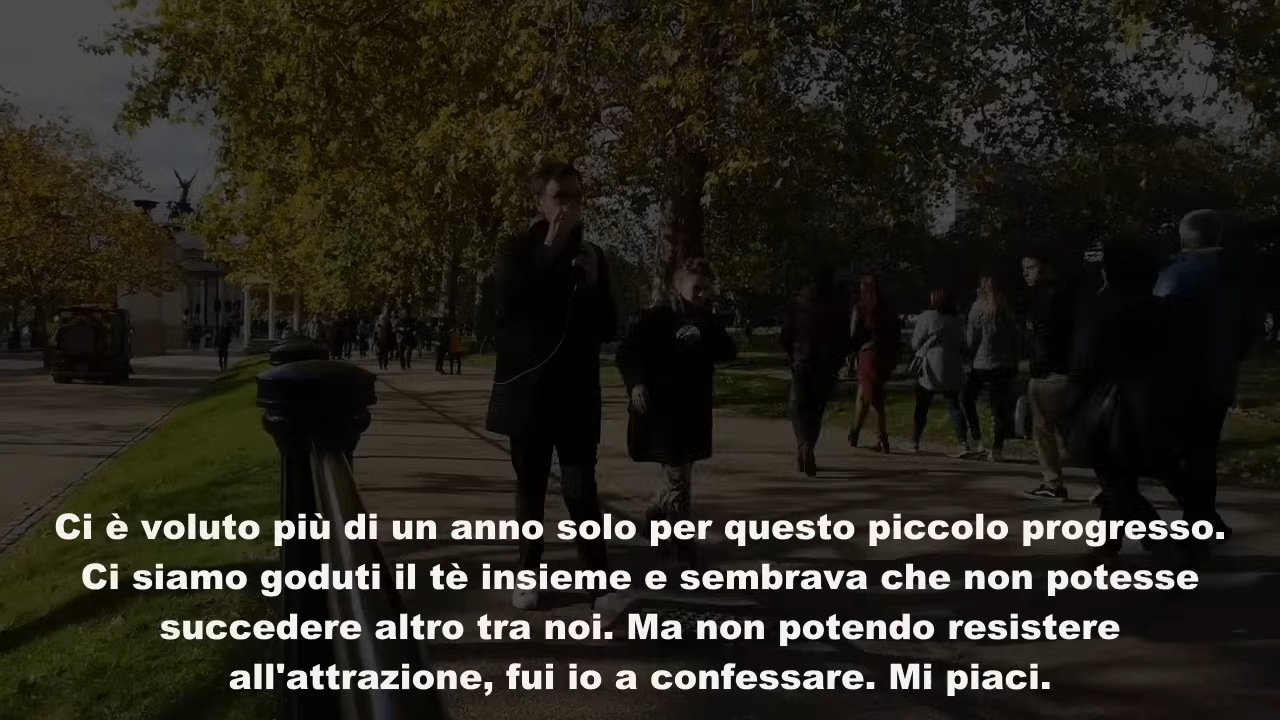 Ci è voluto più di un anno solo per questo piccolo progresso.
Ci siamo goduti il tè insieme e sembrava che non potesse
succedere altro tra noi. Ma non potendo resistere
all'attrazione, fui io a confessare. Mi piaci.